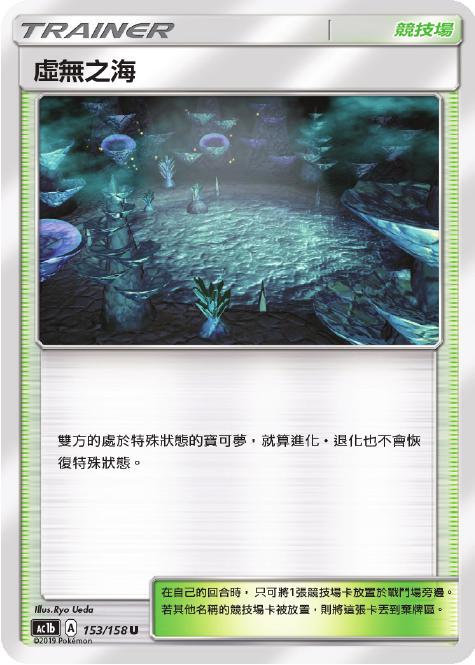 TRAINER 競技場
虛無之海
雙方的處於特殊狀態的寶可夢，就算進化・退化也不會恢
復特殊狀態。
在自己的回合時，只可將1張競技場卡放置於戰鬥場旁邊。
若其他名稱的競技場卡被放置，則將這張卡丟到棄牌區。
Illus.Ryo Ueda
AC1b A 153/158 U
©2019 Pokémon